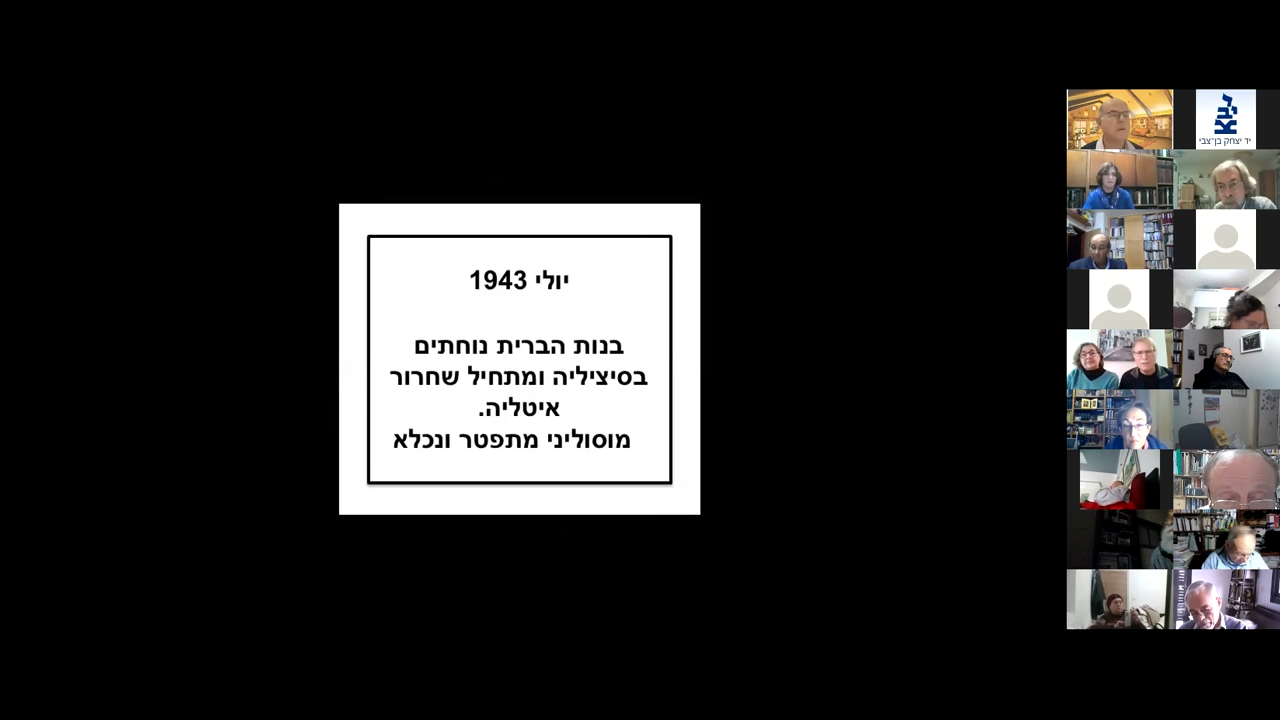 יולי 1943
בנות הברית נוחתים
בסיציליה ומתחיל שחרור
איטליה.
מוסוליני מתפטר ונכלא
יד יצחק בן־צבי